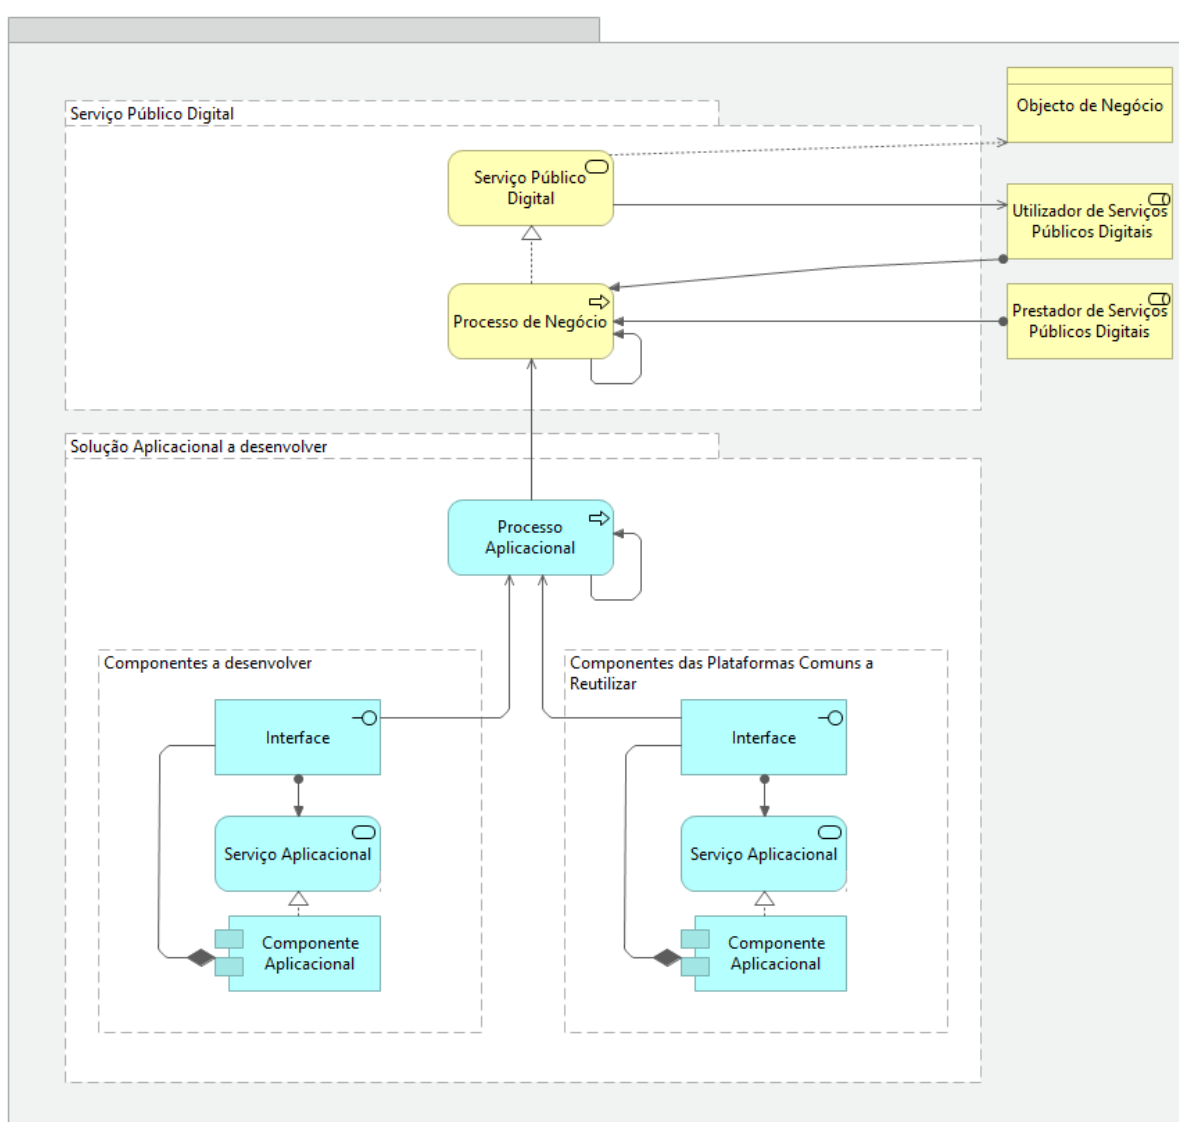 Serviço Público Digital
Objecto de Negócio
Serviço Público
Digital
Utilizador de Serviços
Públicos Digitais
Processo de Negócio
Prestador de Serviços
Públicos Digitais
Solução Aplicacional a desenvolver
Processo
Aplicacional
Componentes a desenvolver
Interface
Serviço Aplicacional
Componente
Aplicacional
Componentes das Plataformas Comuns a
Reutilizar
Interface
Serviço Aplicacional
Componente
Aplicacional